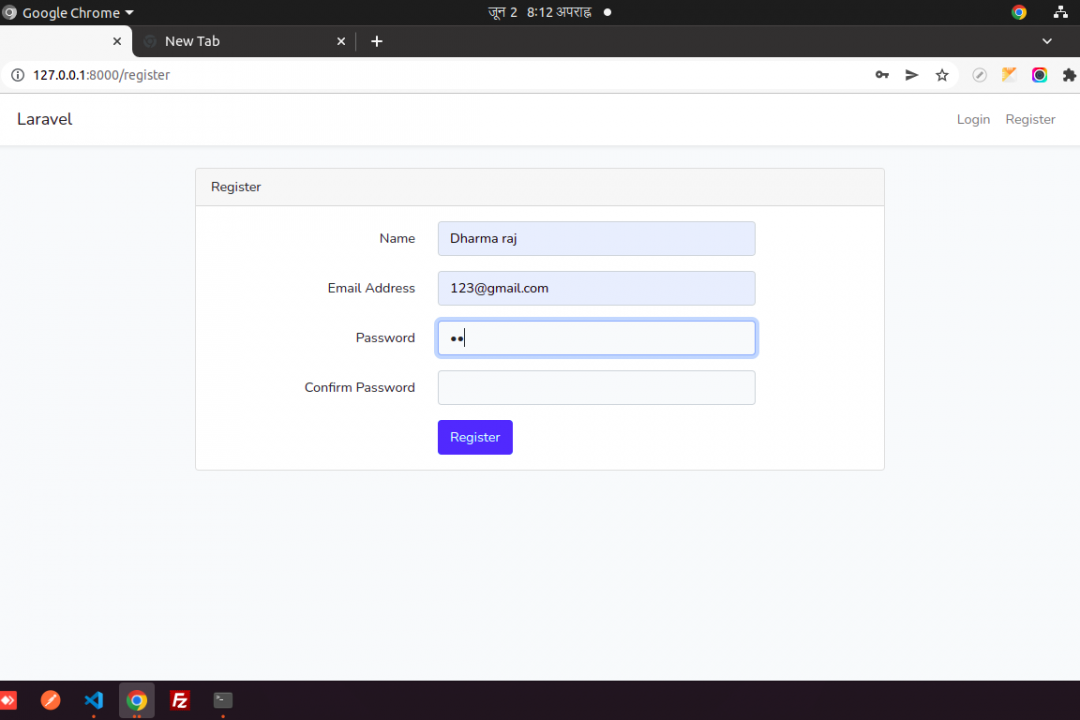 Google Chrome
जून 2 8:12 अपराह्न
New Tab
127.0.0.1:8000/register
Laravel
Login Register
Register
Name Dharma raj
Email Address 123@gmail.com
Password ••
Confirm Password
Register